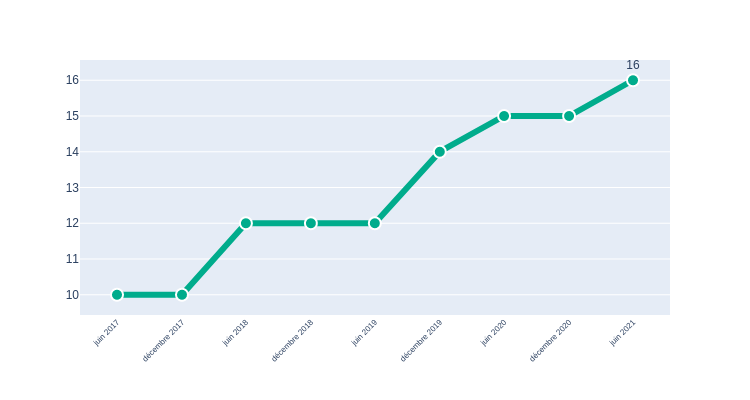 16
16
15
14
13
12
11
10
juin 2017
décembre 2017
juin 2018
décembre 2018
juin 2019
décembre 2019
juin 2020
décembre 2020
juin 2021